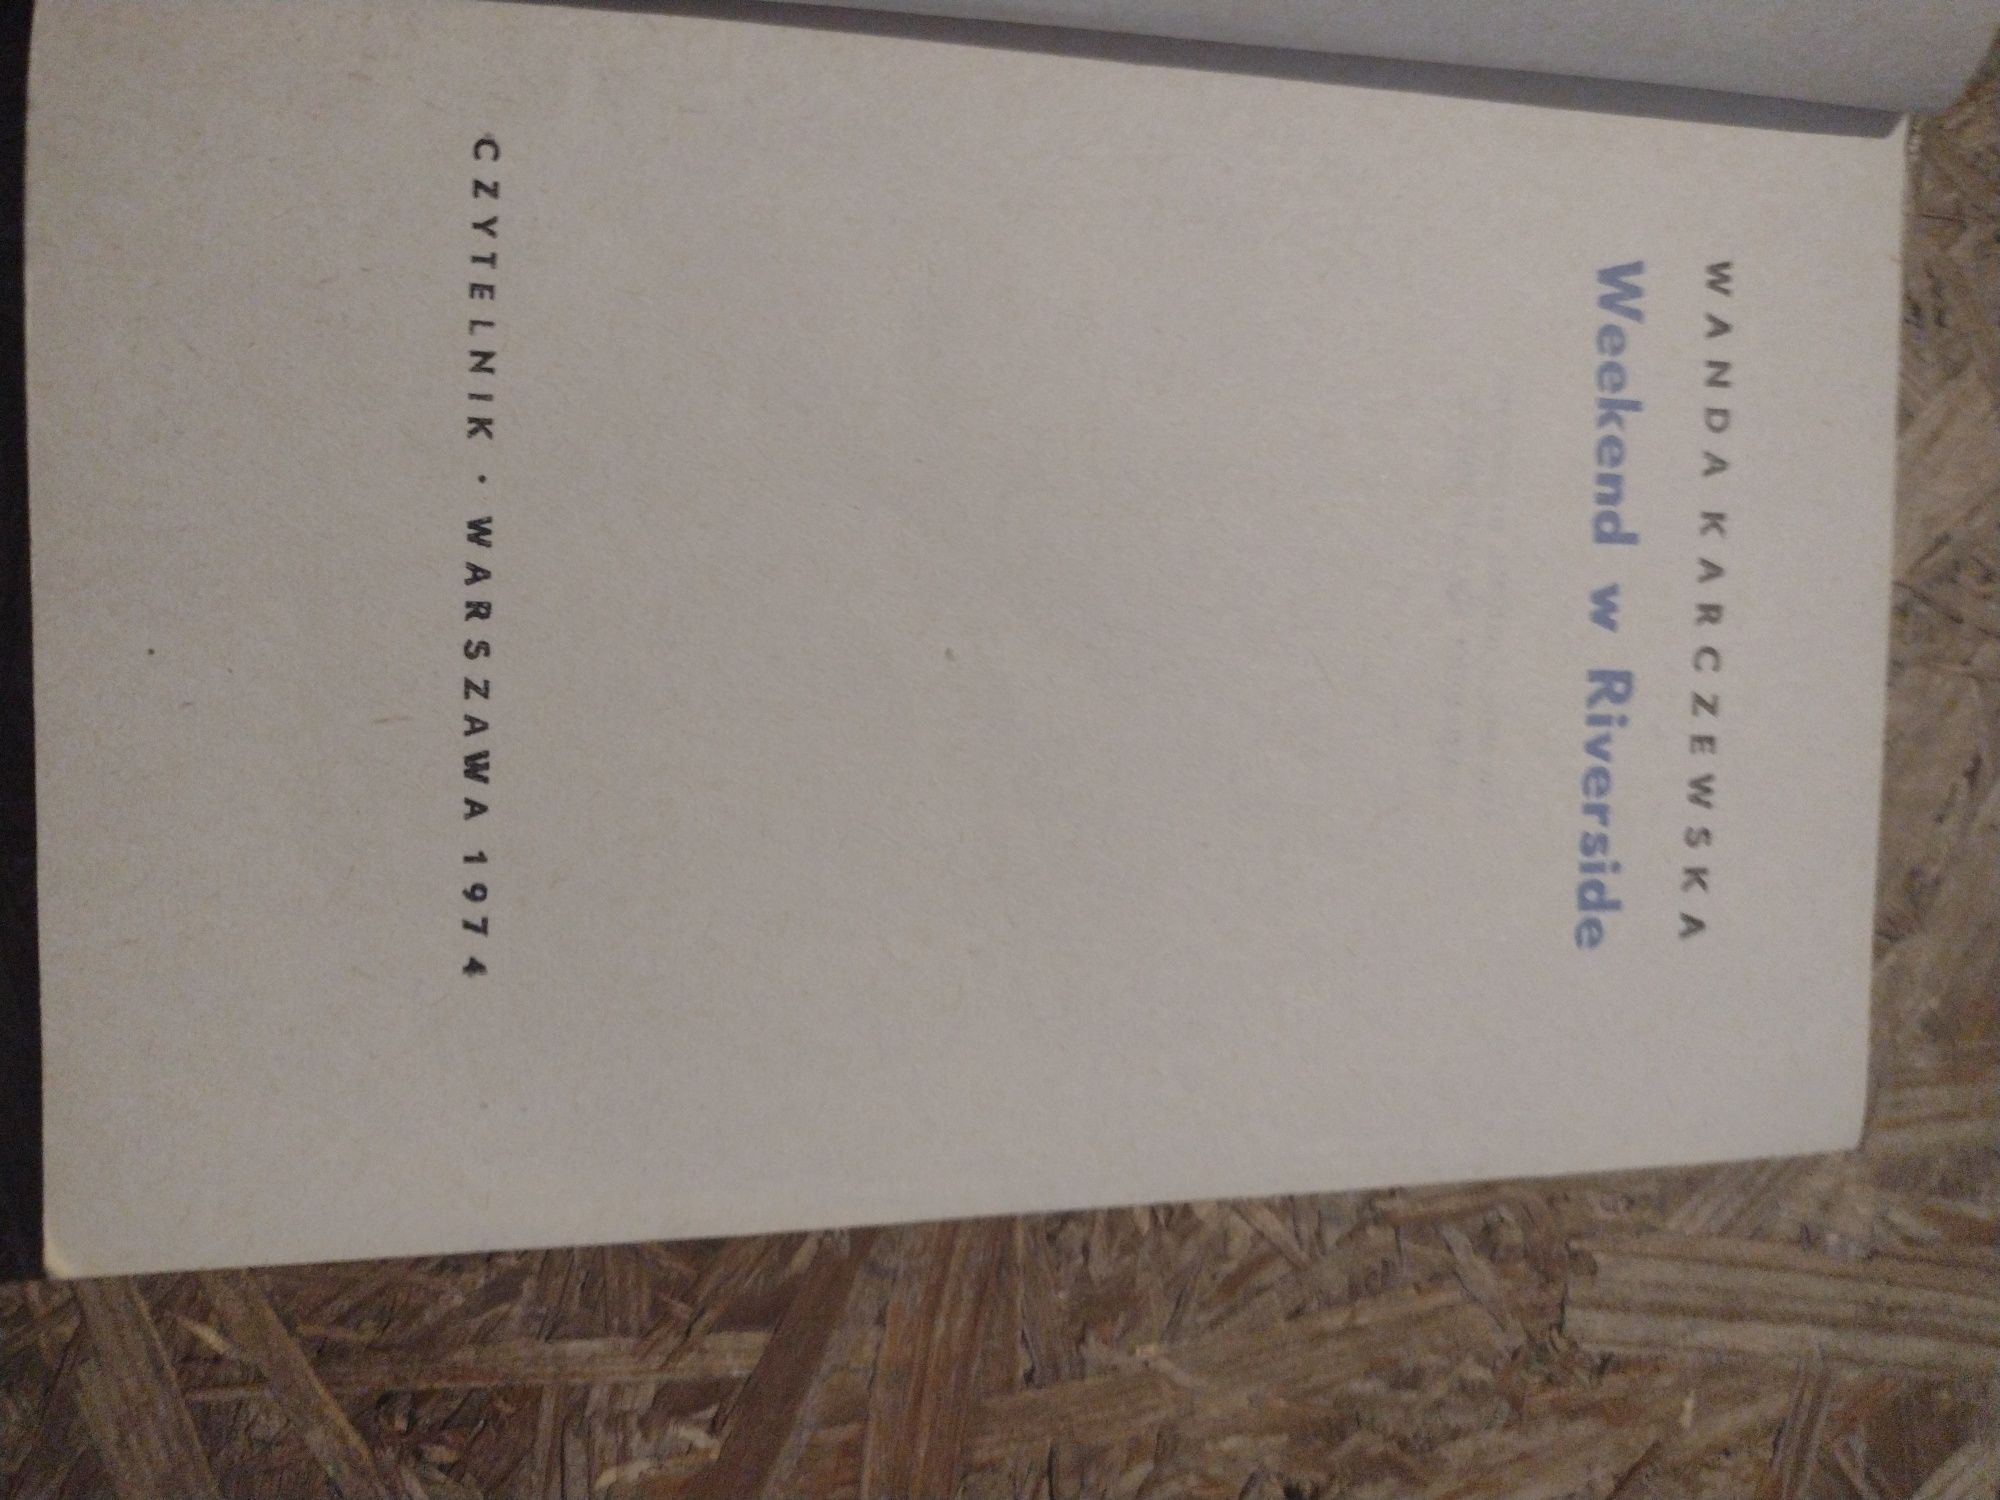 WANDA KARCZEWSKA
Weekend w Riverside
CZYTELNIK · WARSZAWA 1974